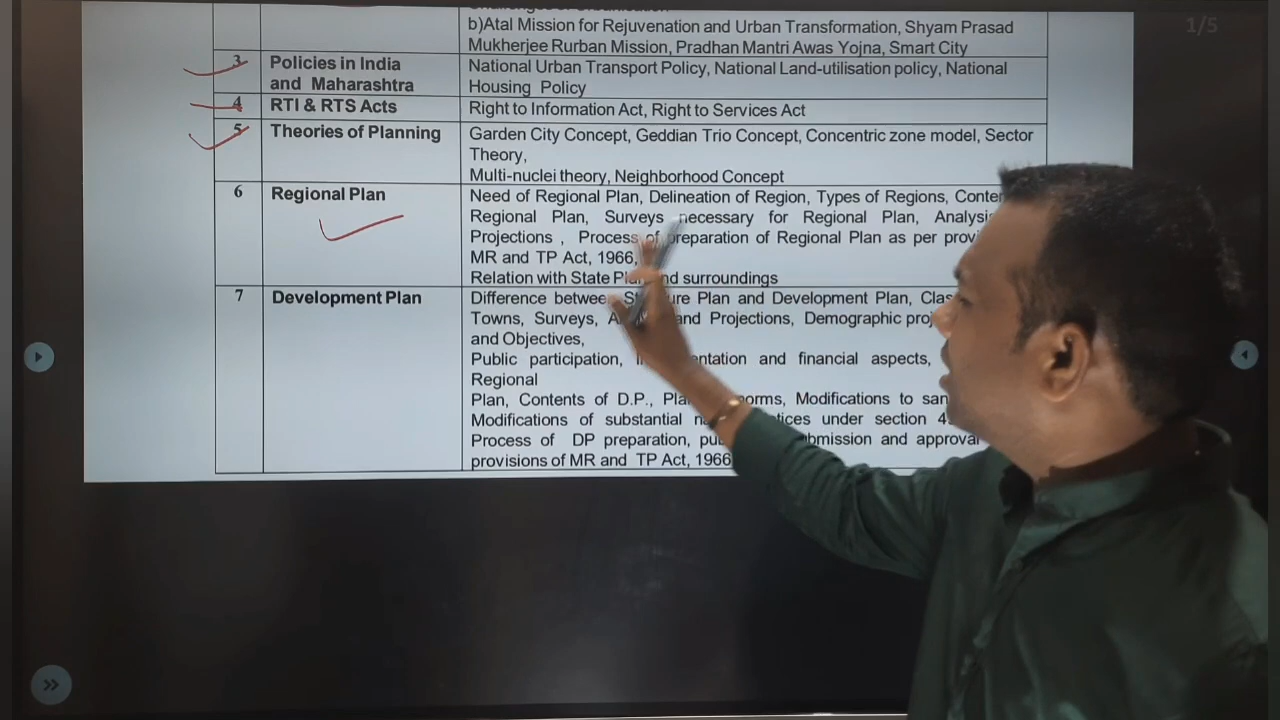 1/5
b)Atal Mission for Rejuvenation and Urban Transformation, Shyam Prasad
Mukherjee Rurban Mission, Pradhan Mantri Awas Yojna, Smart City
3 Policies in India
and Maharashtra
National Urban Transport Policy, National Land-utilisation policy, National
Housing Policy
4 RTI & RTS Acts Right to Information Act, Right to Services Act
5 Theories of Planning Garden City Concept, Geddian Trio Concept, Concentric zone model, Sector
Theory,
Multi-nuclei theory, Neighborhood Concept
6 Regional Plan Need of Regional Plan, Delineation of Region, Types of Regions,
Regional Plan, Surveys necessary for Regional Plan,
Projections , Process of preparation of Regional Plan as per
MR and TP Act, 1966,
Relation with State and surroundings
7 Development Plan Difference between Plan and Development Plan,
Towns, Surveys, and Projections, Demographic
and Objectives,
Public participation, and financial aspects,
Regional
Plan, Contents of D.P., Modifications to
Modifications of substantial under section
Process of DP preparation, and approval
provisions of MR and TP Act, 1966